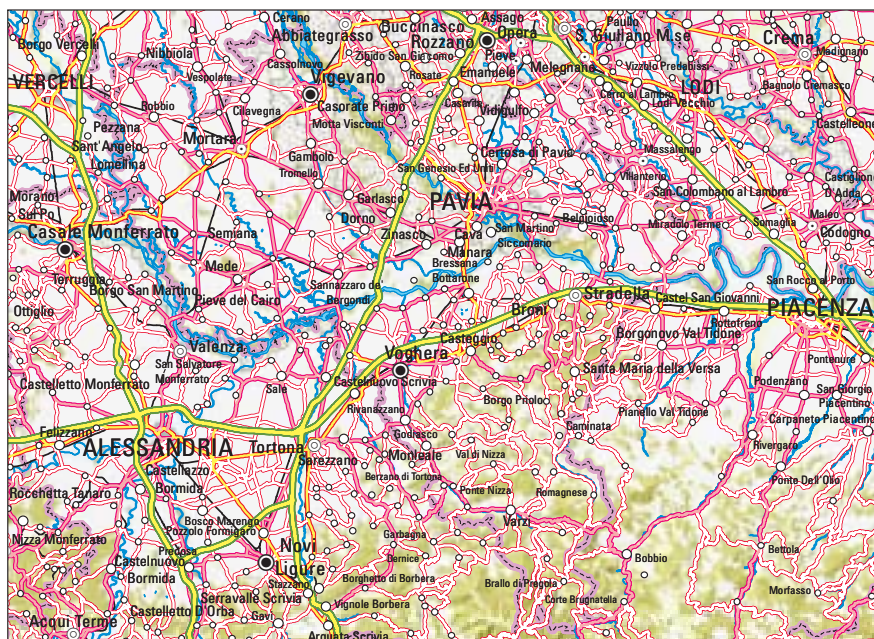 Cerano
Assago
Abbiategrasso
Buccinasco
Opera
Paullo
Rozzano
S. Giuliano M.se
Crema
Borgo Vercelli
Nibbiola
Cassolnovo
Zibido San Giacomo
Pieve
Emanuele
Melegnano
Madignano
Vizzolo Predabissi
Vespolate
Rosate
VERCELLI
Vigevano
LODI
Bagnolo Cremasco
Cerro al Lambro
Robbio
Cilavegna
Casorate Primo
Casarile
Vidigulfo
Lodi Vecchio
Motta Visconti
Castelleone
Pezzana
Mortara
Sant'Angelo
Lomellina
Gambolo
Certosa di Pavia
Massalengo
Tromello
San Genesio Ed Uniti
Villanterio
Castiglione
D'Adda
Morano
Sul Po
Garlasco
PAVIA
San Colombano al Lambro
Dorno
Belgioioso
Miradolo Terme
Somaglia
Maleo
Casale Monferrato
Semiana
Zinasco
Cava
Manara
San Martino
Siccomario
Codogno
Mede
Bressana
Bottarone
Terruggia
Borgo San Martino
Sannazzaro de'
Burgondi
San Rocco al Porto
Pieve del Cairo
Stradella
Castel San Giovanni
Ottiglio
Broni
PIACENZA
Rottofreno
Valenza
Casteggio
Borgonovo Val Tidone
Voghera
San Salvatore
Monferrato
Pontenure
Castelletto Monferrato
Sale
Castelnuovo Scrivia
Santa Maria della Versa
Podenzano
San Giorgio
Piacentino
Rivanazzano
Borgo Priolo
Pianello Val Tidone
Carpaneto Piacentino
Felizzano
Caminata
ALESSANDRIA
Tortona
Godiasco
Rivergaro
Sarezzano
Monleale
Val di Nizza
Castellazzo
Bormida
Berzano di Tortona
Ponte Dell'Olio
Rocchetta Tanaro
Ponte Nizza
Romagnese
Bosco Marengo
Pozzolo Formigaro
Varzi
Nizza Monferrato
Garbagna
Predosa
Novi
Ligure
Bettola
Castelnuovo
Bormida
Dernice
Bobbio
Stazzano
Borghetto di Borbera
Brallo di Pregola
Morfasso
Serravalle Scrivia
Corte Brugnatella
Castelletto D'Orba
Vignole Borbera
Gavi
Acqui Terme
Arquata Scrivia